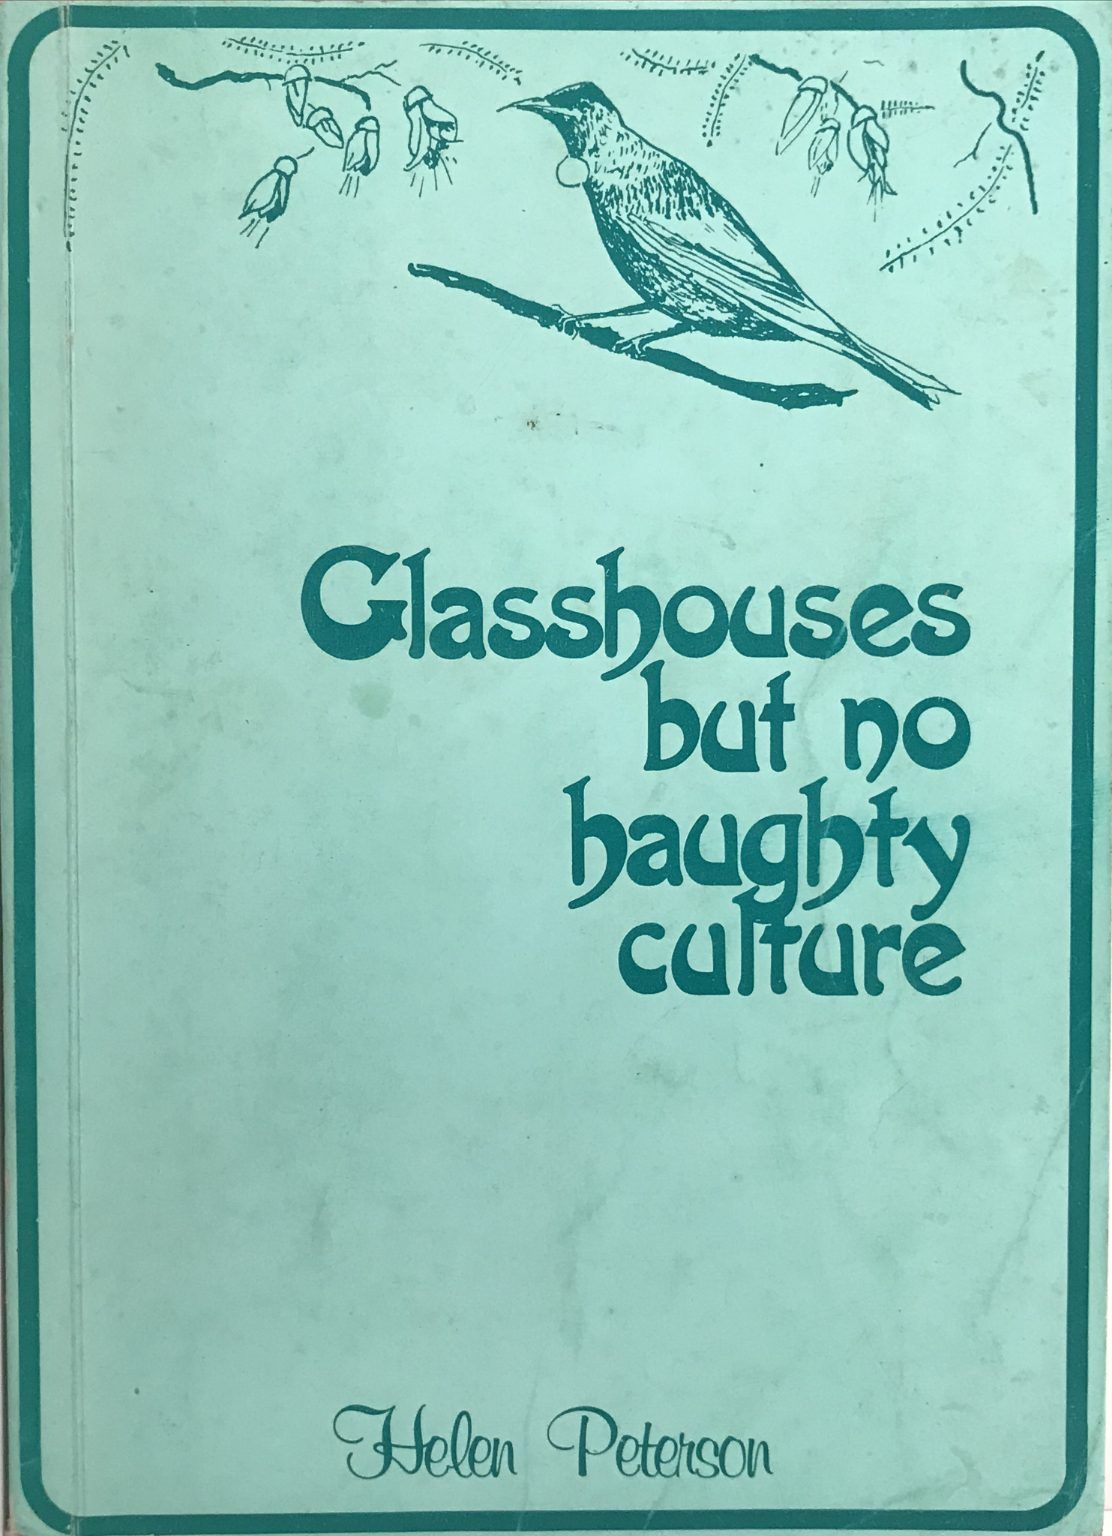 Glasshouses
but no
haughty
culture
Helen Peterson